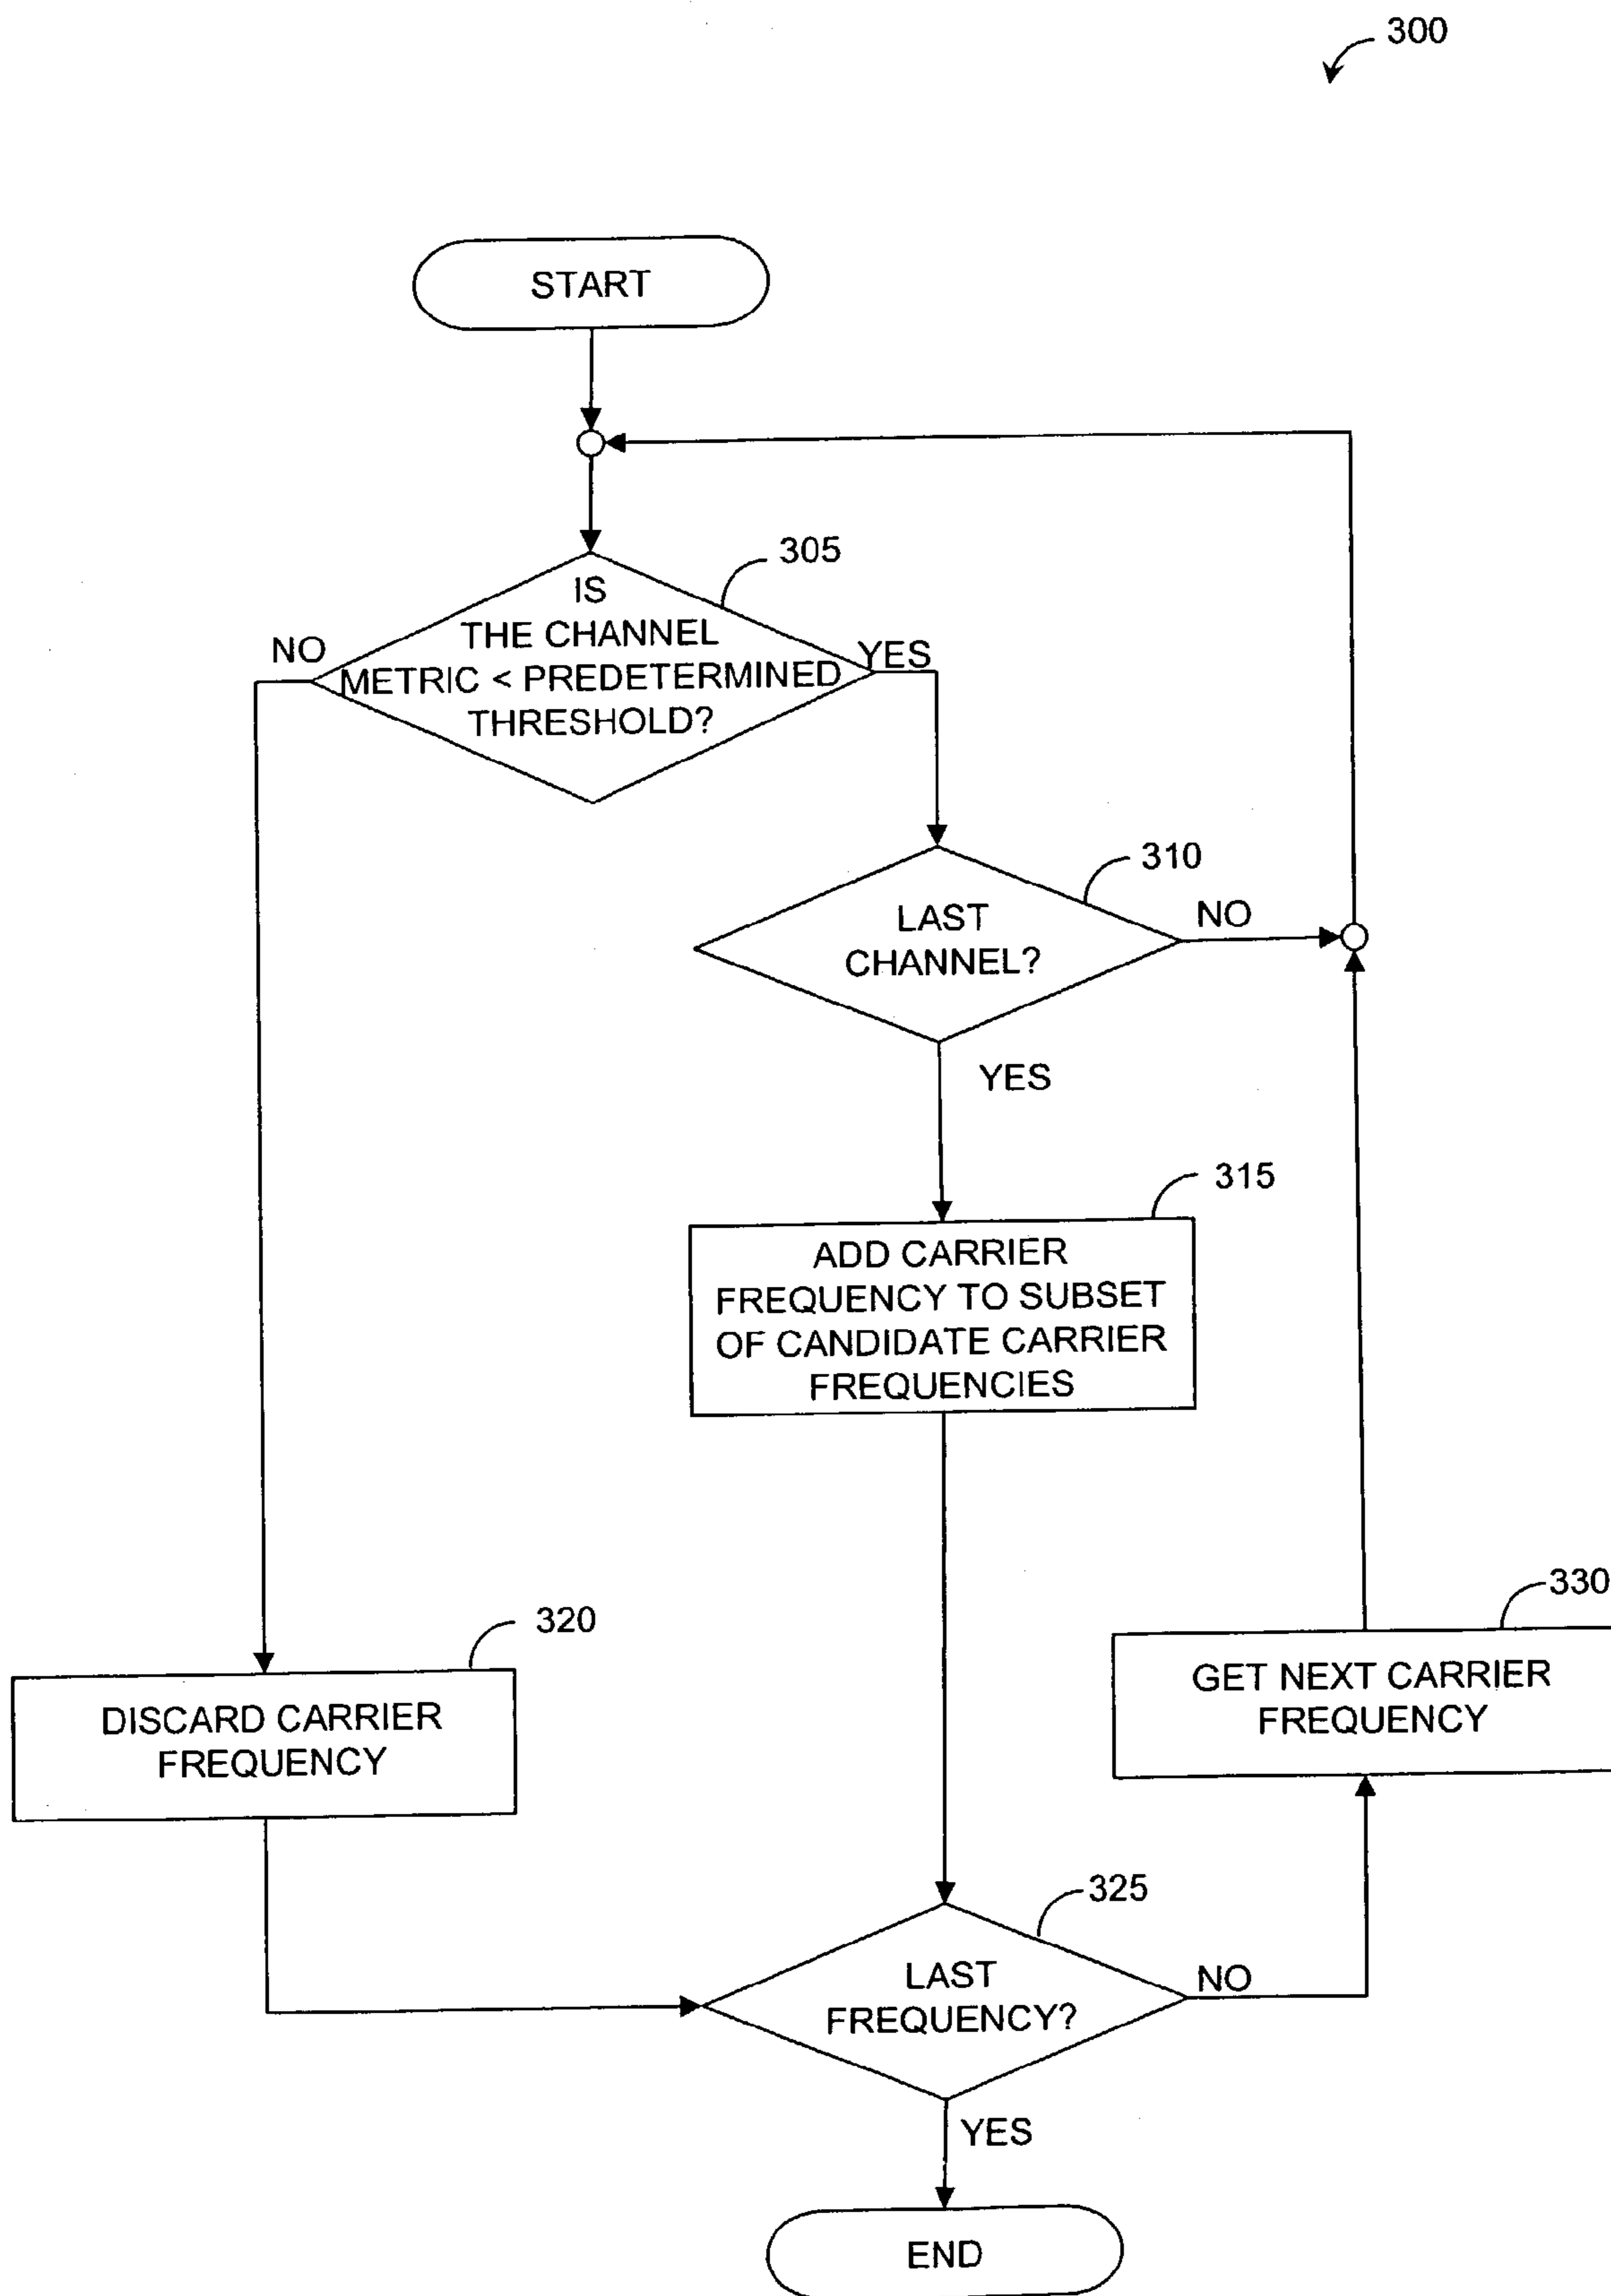 300
START
305
IS
THE CHANNEL
METRIC < PREDETERMINED
THRESHOLD?
NO
YES
310
LAST
CHANNEL?
NO
YES
315
ADD CARRIER
FREQUENCY TO SUBSET
OF CANDIDATE CARRIER
FREQUENCIES
320
DISCARD CARRIER
FREQUENCY
330
GET NEXT CARRIER
FREQUENCY
325
LAST
FREQUENCY?
NO
YES
END